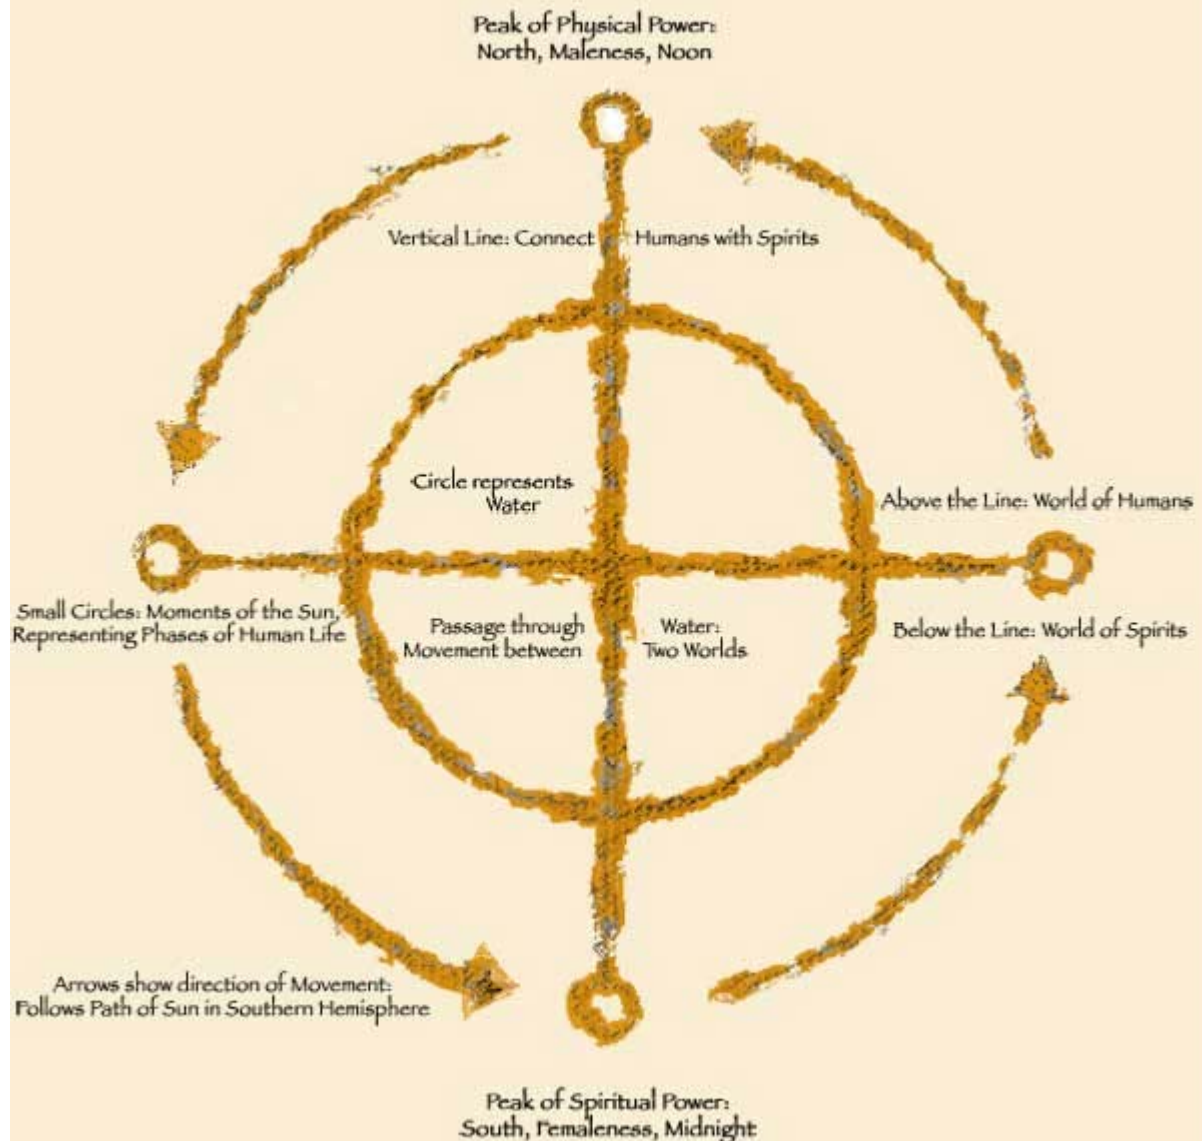 Peak of Physical Power:
North, Maleness, Noon
Vertical Line: Connect Humans with Spirits
Circle represents
Water
Above the Line: World of Humans
Small Circles: Moments of the Sun,
Representing Phases of Human Life
Passage through Water:
Movement between Two Worlds
Below the Line: World of Spirits
Arrows show direction of Movement:
Follows Path of Sun in Southern Hemisphere
Peak of Spiritual Power:
South, Femaleness, Midnight